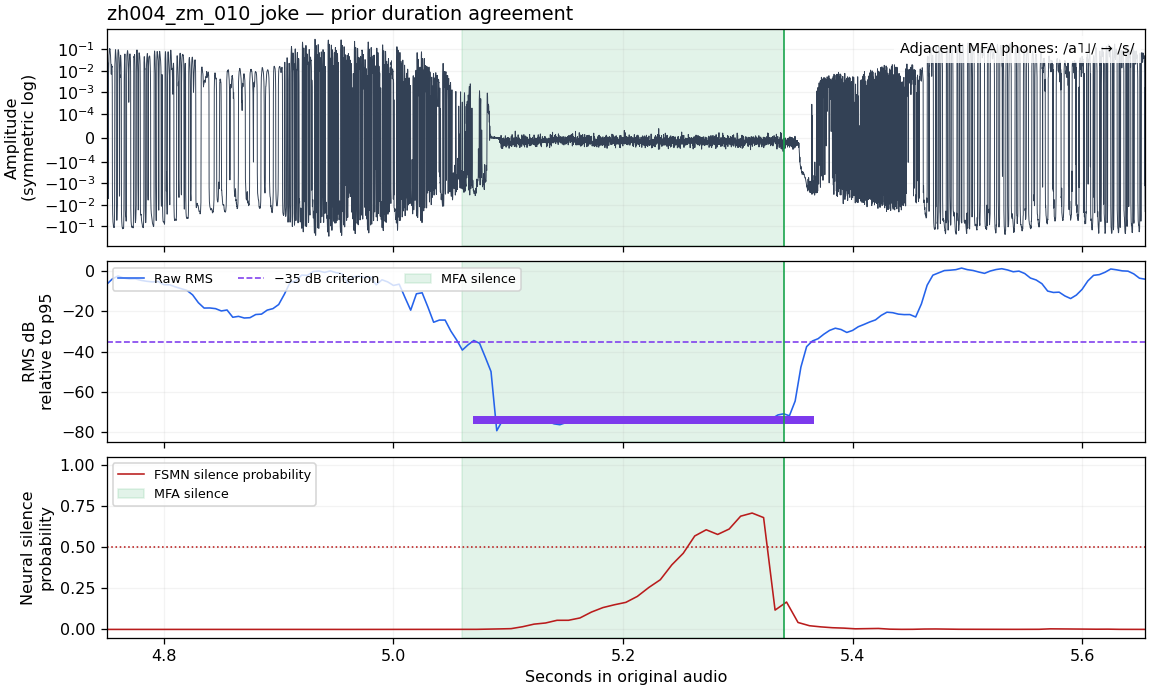 zh004_zm_010_joke — prior duration agreement
Adjacent MFA phones: /a˥˩/ → /ʂ/
Amplitude
(symmetric log)
10⁻¹
10⁻²
10⁻³
10⁻⁴
0
−10⁻⁴
−10⁻³
−10⁻²
−10⁻¹
Raw RMS
−35 dB criterion
MFA silence
RMS dB
relative to p95
0
−20
−40
−60
−80
FSMN silence probability
MFA silence
Neural silence
probability
1.00
0.75
0.50
0.25
0.00
4.8 5.0 5.2 5.4 5.6
Seconds in original audio